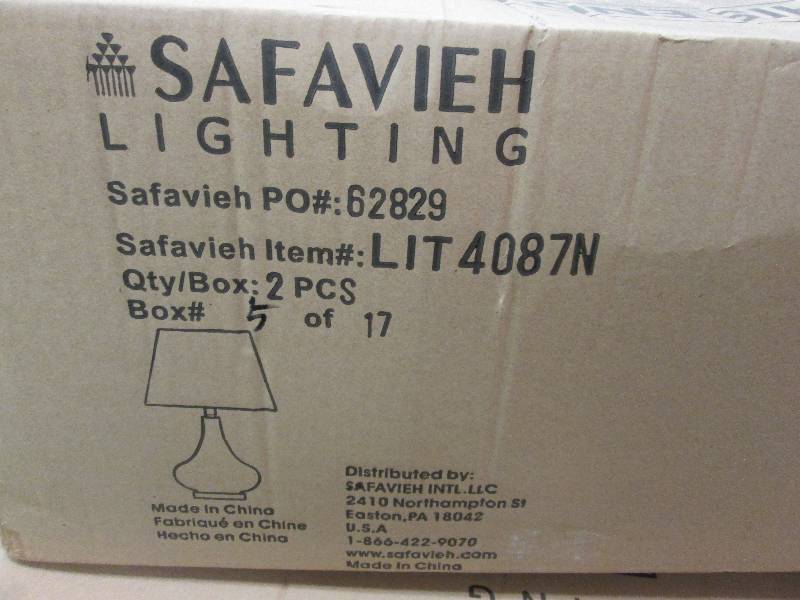 SAFAVIEH
LIGHTING
Safavieh PO#:62829
Safavieh Item#:LIT4087N
Qty/Box:2 PCS
Box# 5 of 17
Made in China
Fabriqué en Chine
Hecho en China
Distributed by:
SAFAVIEH INTL.LLC
2410 Northampton St
Easton,PA 18042
U.S.A
1-866-422-9070
www.safavieh.com
Made in China